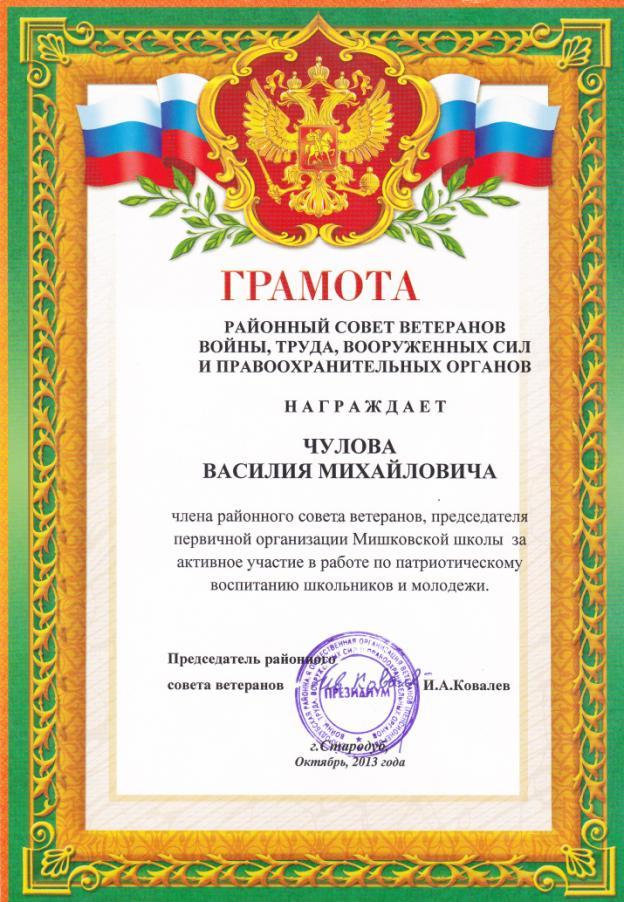 ГРАМОТА
РАЙОННЫЙ СОВЕТ ВЕТЕРАНОВ
ВОЙНЫ, ТРУДА, ВООРУЖЕННЫХ СИЛ
И ПРАВООХРАНИТЕЛЬНЫХ ОРГАНОВ
НАГРАЖДАЕТ
ЧУЛОВА
ВАСИЛИЯ МИХАЙЛОВИЧА
члена районного совета ветеранов, председателя
первичной организации Мишковской школы за
активное участие в работе по патриотическому
воспитанию школьников и молодежи.
Председатель районного
совета ветеранов И.А.Ковалев
ПРЕЗИДИУМ
г.Стародуб,
Октябрь, 2013 года